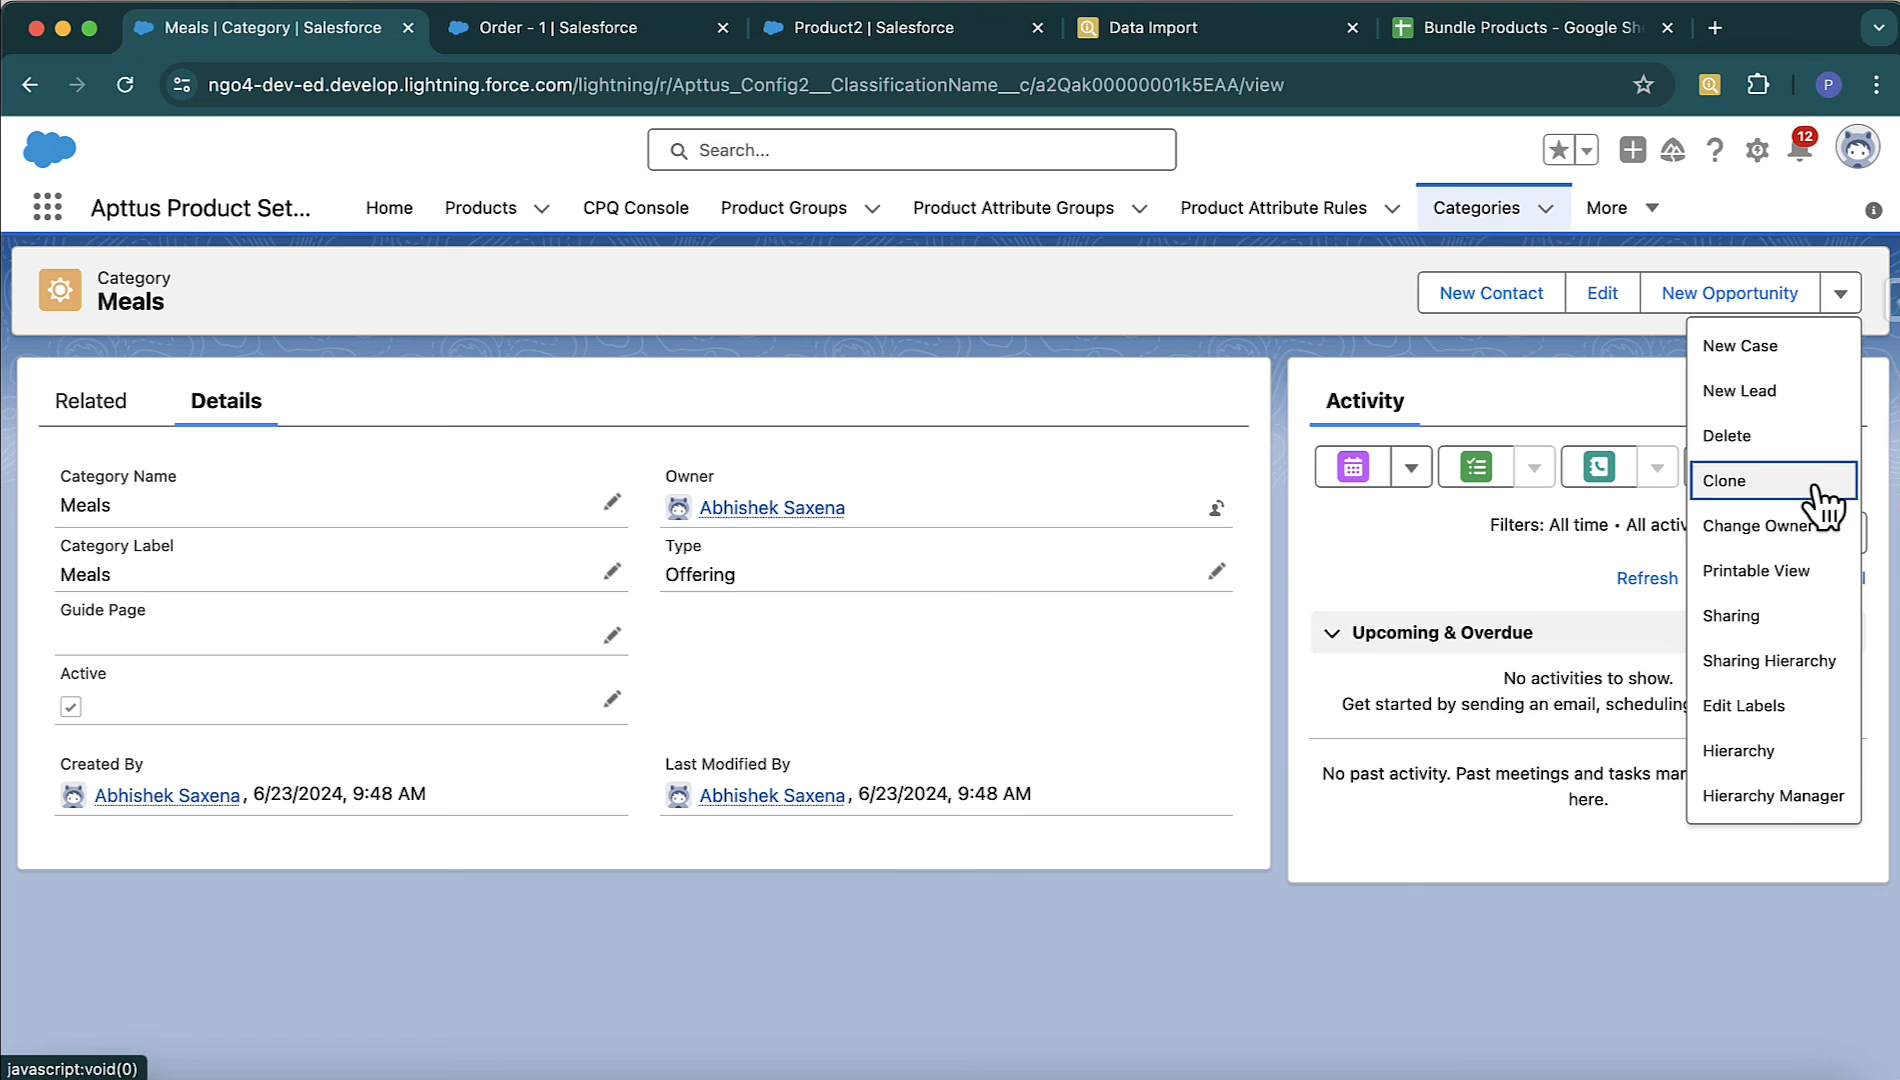 Meals | Category | Salesforce
Order - 1 | Salesforce
Product2 | Salesforce
Data Import
Bundle Products - Google She
ngo4-dev-ed.develop.lightning.force.com/lightning/r/Apttus_Config2__ClassificationName__c/a2Qak00000001k5EAA/view
P
Search...
12
Apttus Product Set...
Home
Products
CPQ Console
Product Groups
Product Attribute Groups
Product Attribute Rules
Categories
More
Category
Meals
New Contact
Edit
New Opportunity
New Case
New Lead
Delete
Clone
Change Owner
Printable View
Sharing
Sharing Hierarchy
Edit Labels
Hierarchy
Hierarchy Manager
Related
Details
Category Name
Meals
Owner
Abhishek Saxena
Category Label
Meals
Type
Offering
Guide Page
Active
Created By
Abhishek Saxena, 6/23/2024, 9:48 AM
Last Modified By
Abhishek Saxena, 6/23/2024, 9:48 AM
Activity
Filters: All time • All activ
Refresh
Upcoming & Overdue
No activities to show.
Get started by sending an email, scheduling
No past activity. Past meetings and tasks mar
here.
javascript:void(0)